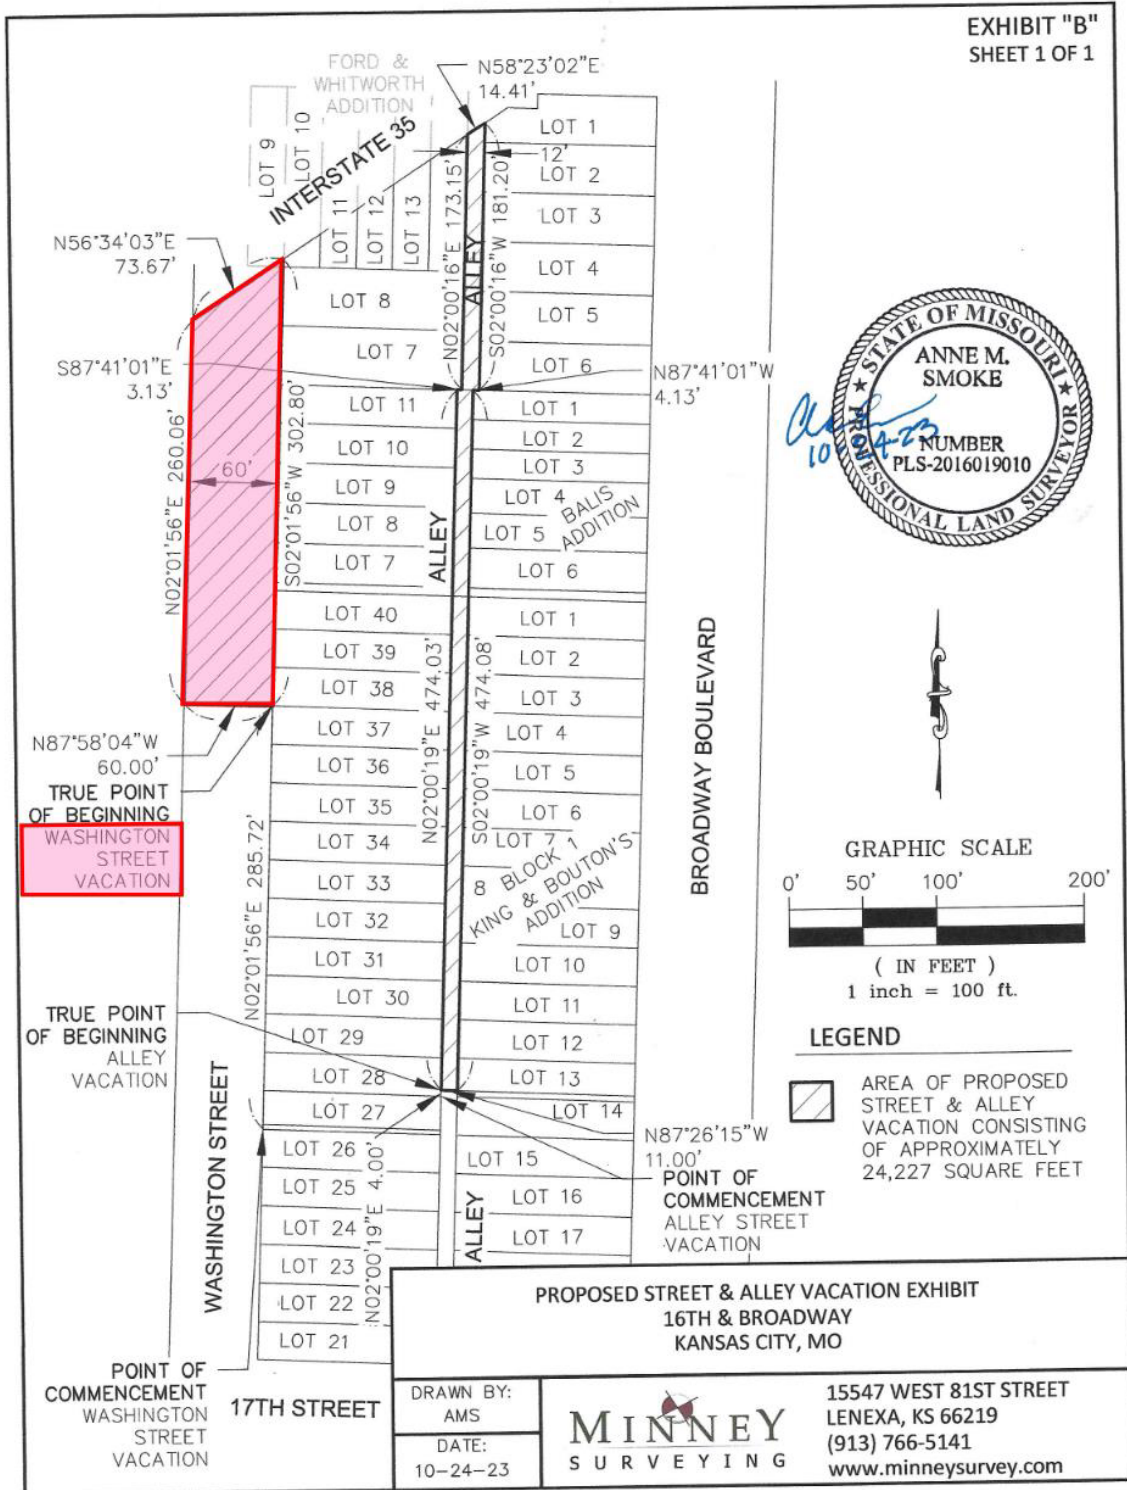 EXHIBIT "B"
SHEET 1 OF 1
FORD &
WHITWORTH
ADDITION
N58°23'02"E
14.41'
LOT 9
LOT 10
INTERSTATE 35
LOT 11
LOT 12
LOT 13
N02°00'16"E 173.15'
ALLEY
S02°00'16"W 181.20'
12'
LOT 1
LOT 2
LOT 3
LOT 4
LOT 5
LOT 6
N56°34'03"E
73.67'
LOT 8
LOT 7
S87°41'01"E
3.13'
N87°41'01"W
4.13'
LOT 11
LOT 10
LOT 9
LOT 8
LOT 7
LOT 1
LOT 2
LOT 3
LOT 4
LOT 5
LOT 6
BALIS
ADDITION
N02°01'56"E 260.06'
60'
S02°01'56"W 302.80'
ALLEY
STATE OF MISSOURI
ANNE M.
SMOKE
NUMBER
PLS-2016019010
PROFESSIONAL LAND SURVEYOR
10-24-23
LOT 40
LOT 39
LOT 38
LOT 37
LOT 36
LOT 35
LOT 34
LOT 33
LOT 32
LOT 31
LOT 30
LOT 29
LOT 28
LOT 27
LOT 26
LOT 25
LOT 24
LOT 23
LOT 22
LOT 21
N02°00'19"E 474.03'
S02°00'19"W 474.08'
LOT 1
LOT 2
LOT 3
LOT 4
LOT 5
LOT 6
LOT 7
8
BLOCK 1
KING & BOUTON'S
ADDITION
LOT 9
LOT 10
LOT 11
LOT 12
LOT 13
LOT 14
LOT 15
LOT 16
LOT 17
BROADWAY BOULEVARD
N87°58'04"W
60.00'
TRUE POINT
OF BEGINNING
WASHINGTON
STREET
VACATION
N02°01'56"E 285.72'
TRUE POINT
OF BEGINNING
ALLEY
VACATION
WASHINGTON STREET
N02°00'19"E 4.00'
ALLEY
N87°26'15"W
11.00'
POINT OF
COMMENCEMENT
ALLEY STREET
VACATION
POINT OF
COMMENCEMENT
WASHINGTON
STREET
VACATION
17TH STREET
GRAPHIC SCALE
0' 50' 100' 200'
( IN FEET )
1 inch = 100 ft.
LEGEND
AREA OF PROPOSED
STREET & ALLEY
VACATION CONSISTING
OF APPROXIMATELY
24,227 SQUARE FEET
PROPOSED STREET & ALLEY VACATION EXHIBIT
16TH & BROADWAY
KANSAS CITY, MO
DRAWN BY:
AMS
DATE:
10-24-23
MINNEY
SURVEYING
15547 WEST 81ST STREET
LENEXA, KS 66219
(913) 766-5141
www.minneysurvey.com